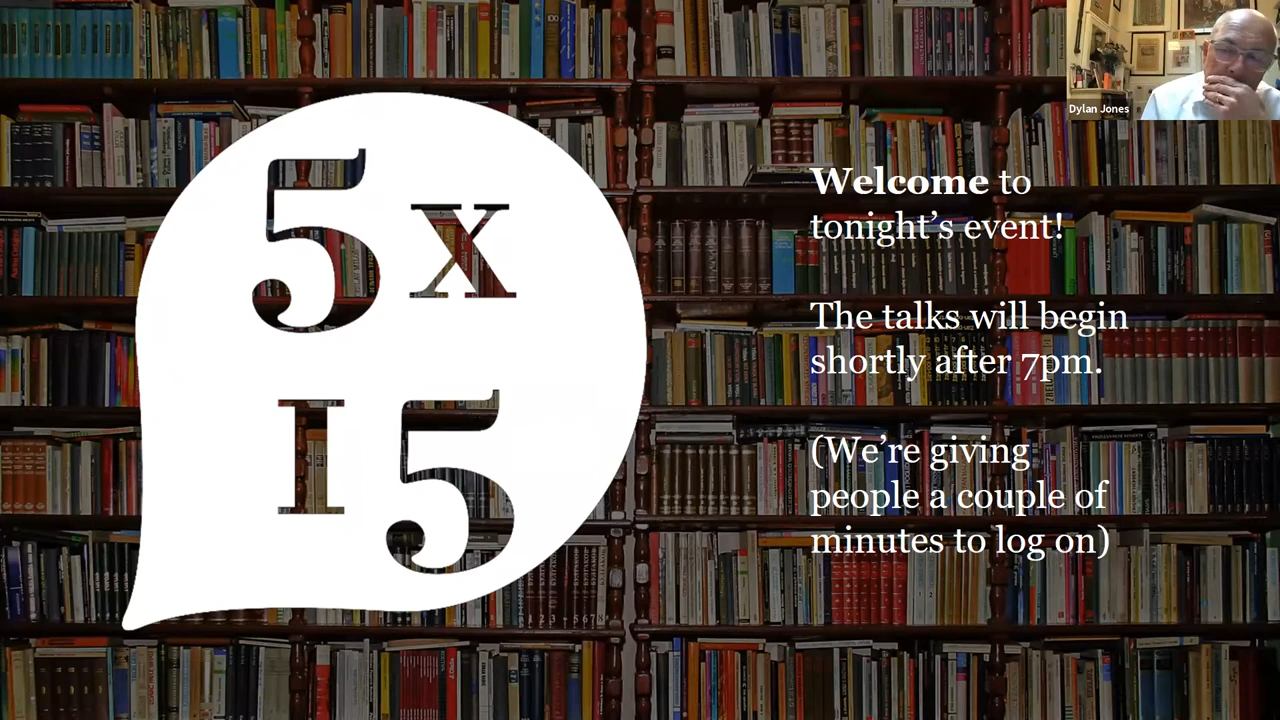 Dylan Jones
5 x
15
Welcome to
tonight's event!
The talks will begin
shortly after 7pm.
(We're giving
people a couple of
minutes to log on)